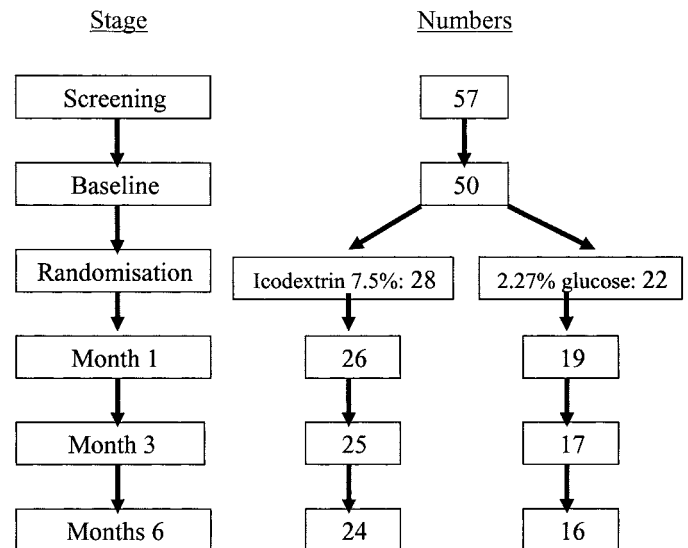 Stage Numbers
Screening 57
Baseline 50
Randomisation Icodextrin 7.5%: 28 2.27% glucose: 22
Month 1 26 19
Month 3 25 17
Months 6 24 16